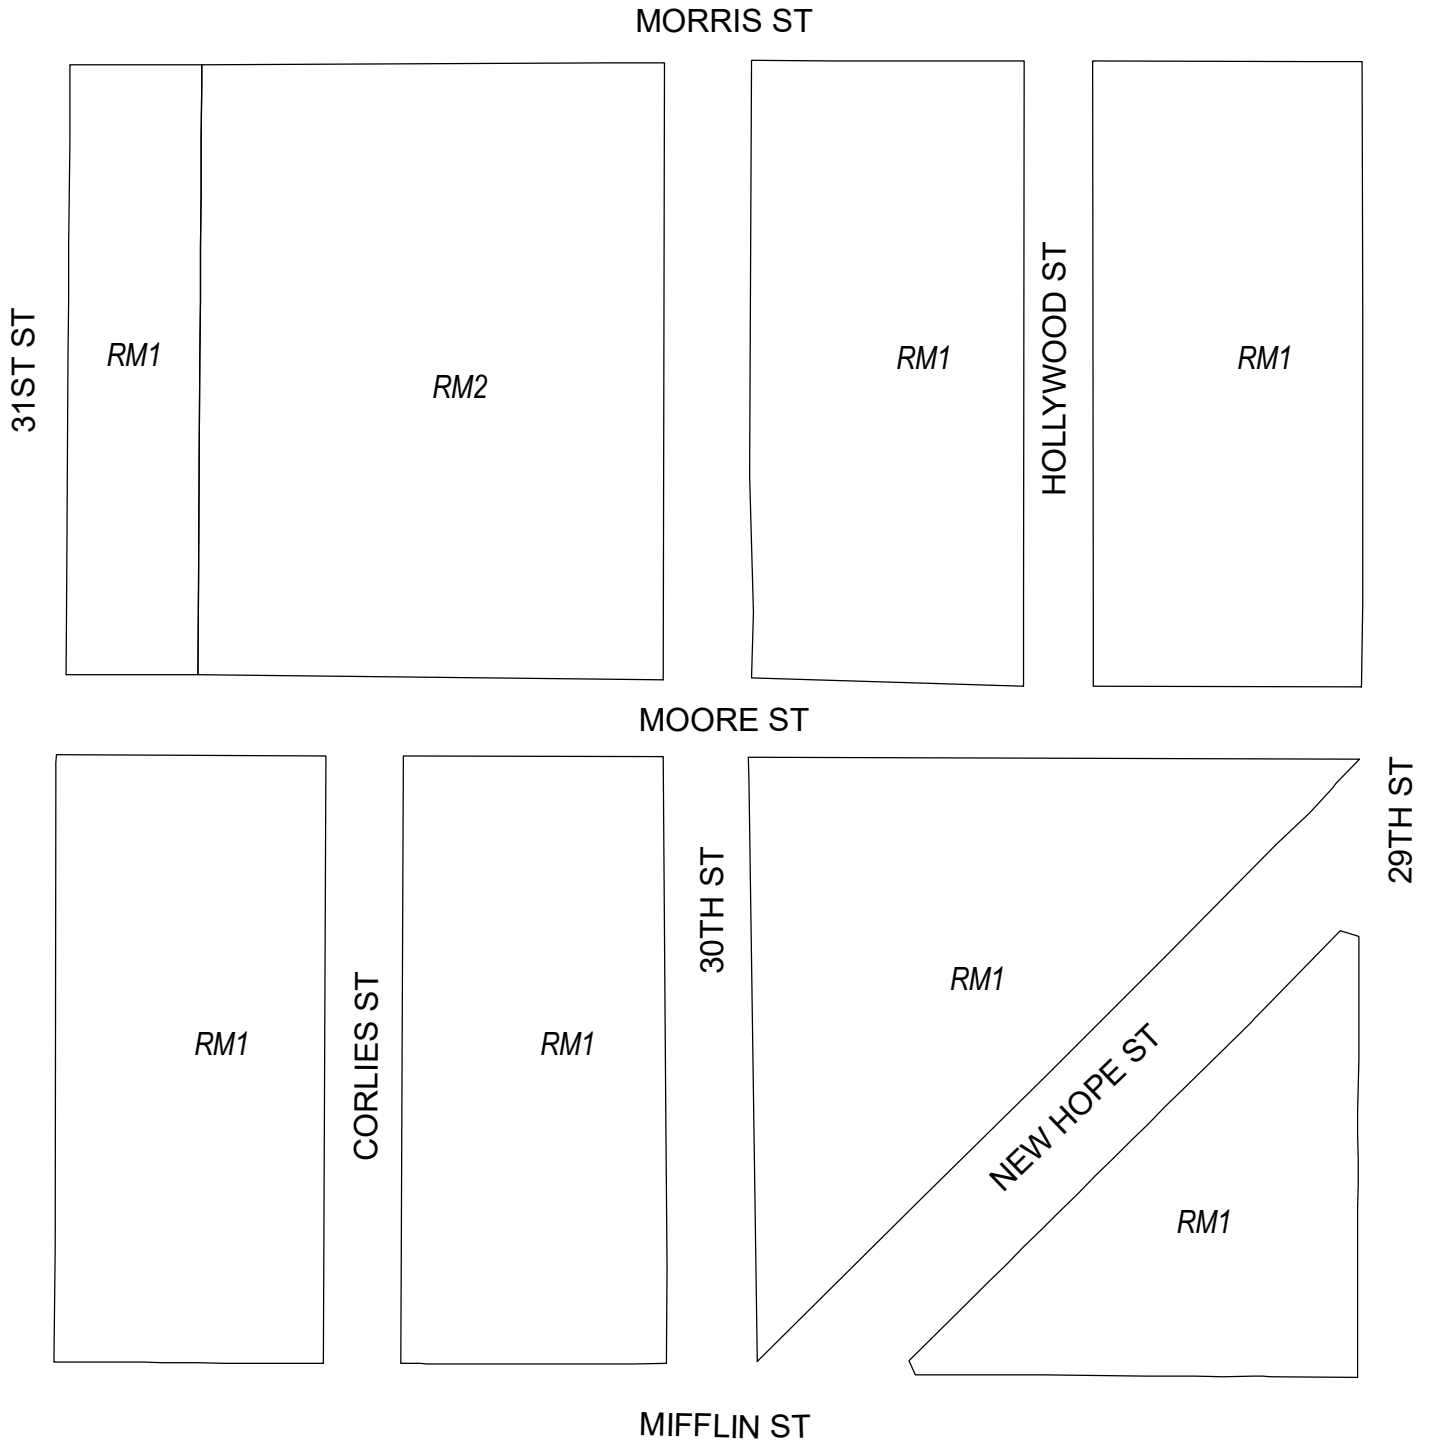 MORRIS ST
31ST ST
RM1
RM2
RM1
HOLLYWOOD ST
RM1
MOORE ST
29TH ST
30TH ST
RM1
CORLIES ST
RM1
RM1
NEW HOPE ST
RM1
MIFFLIN ST